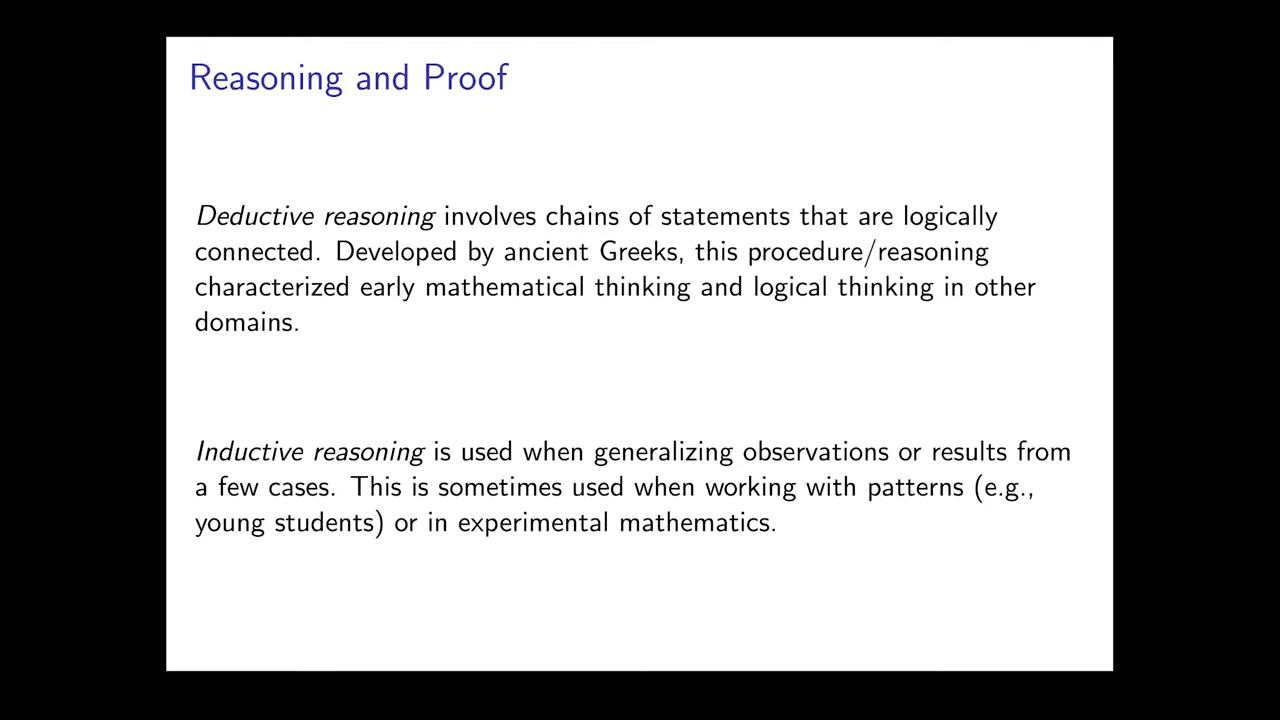 Reasoning and Proof
Deductive reasoning involves chains of statements that are logically
connected. Developed by ancient Greeks, this procedure/reasoning
characterized early mathematical thinking and logical thinking in other
domains.
Inductive reasoning is used when generalizing observations or results from
a few cases. This is sometimes used when working with patterns (e.g.,
young students) or in experimental mathematics.